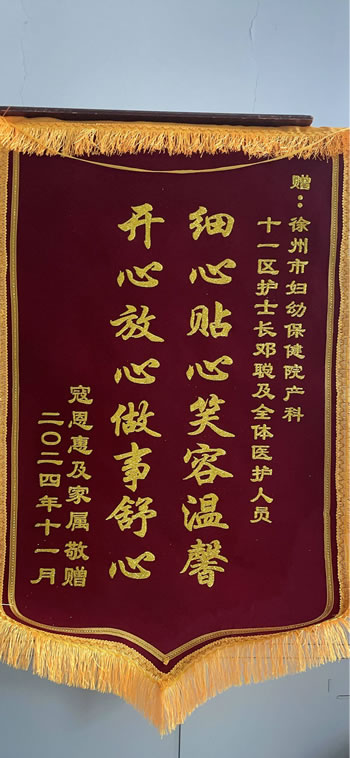 赠：徐州市妇幼保健院产科
十一区护士长邓聪及全体医护人员
细心贴心笑容温馨
开心放心做事舒心
寇恩惠及家属敬赠
二〇二四年十一月